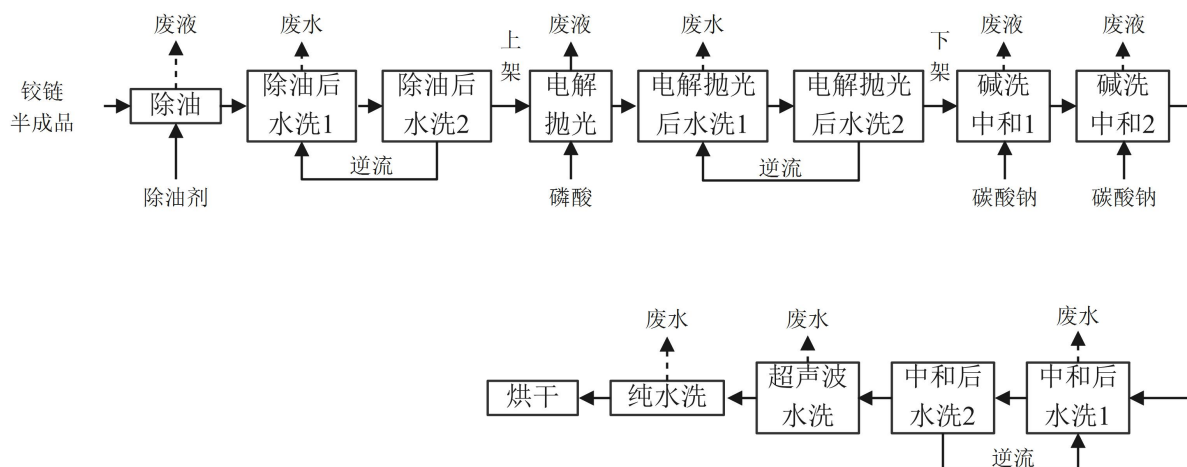 废液
废水
上
架
废液
废水
下
架
废液
废液
铰链
半成品
除油
除油后
水洗1
除油后
水洗2
电解
抛光
电解抛光
后水洗1
电解抛光
后水洗2
碱洗
中和1
碱洗
中和2
逆流
逆流
除油剂
磷酸
碳酸钠
碳酸钠
废水
废水
废水
烘干
纯水洗
超声波
水洗
中和后
水洗2
中和后
水洗1
逆流